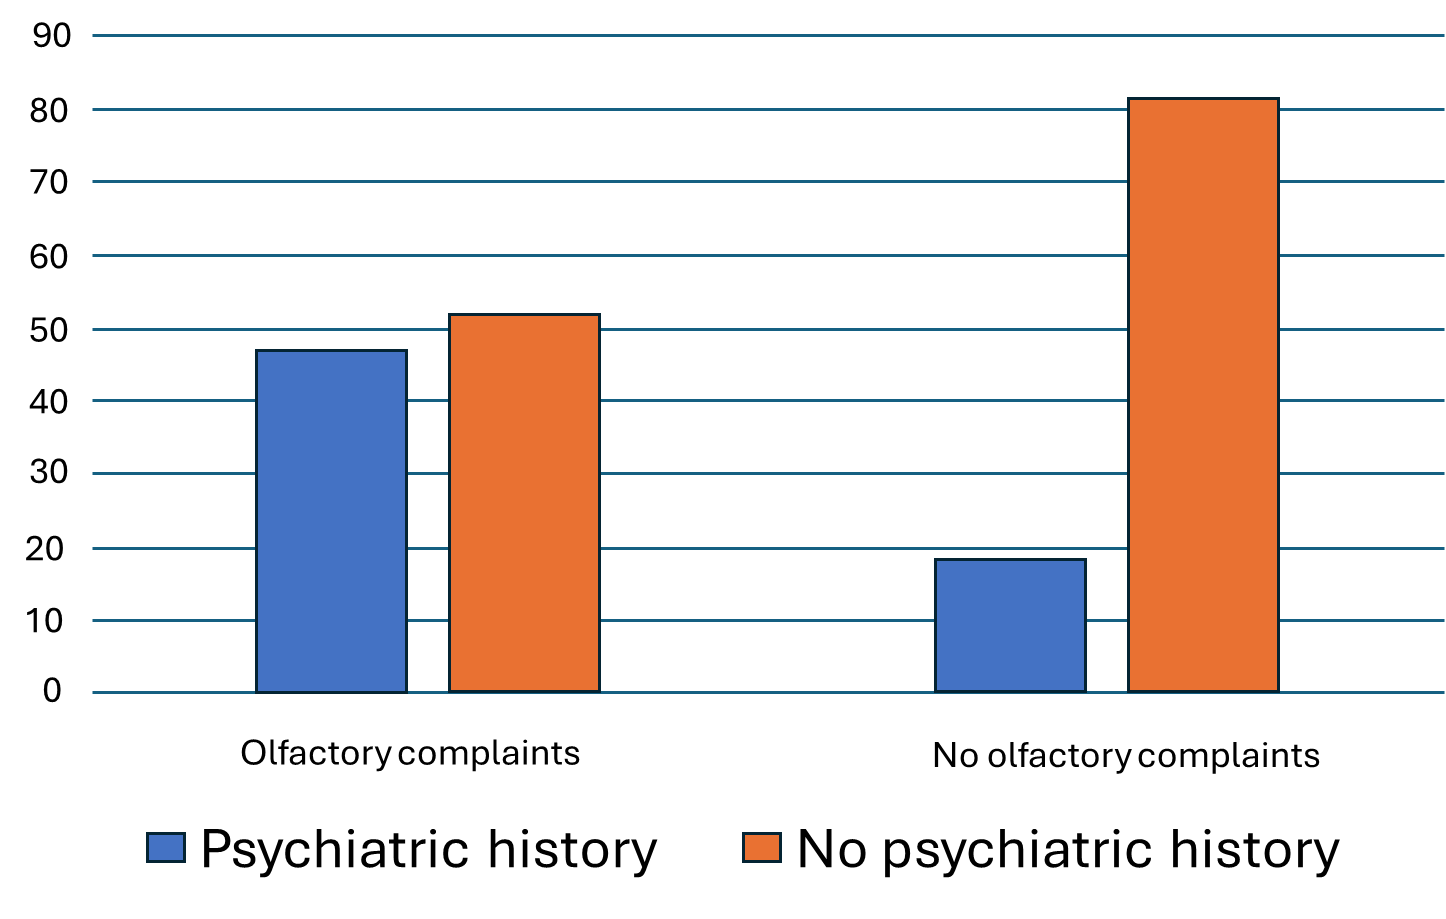 90
80
70
60
50
40
30
20
10
0
Olfactory complaints
No olfactory complaints
Psychiatric history
No psychiatric history